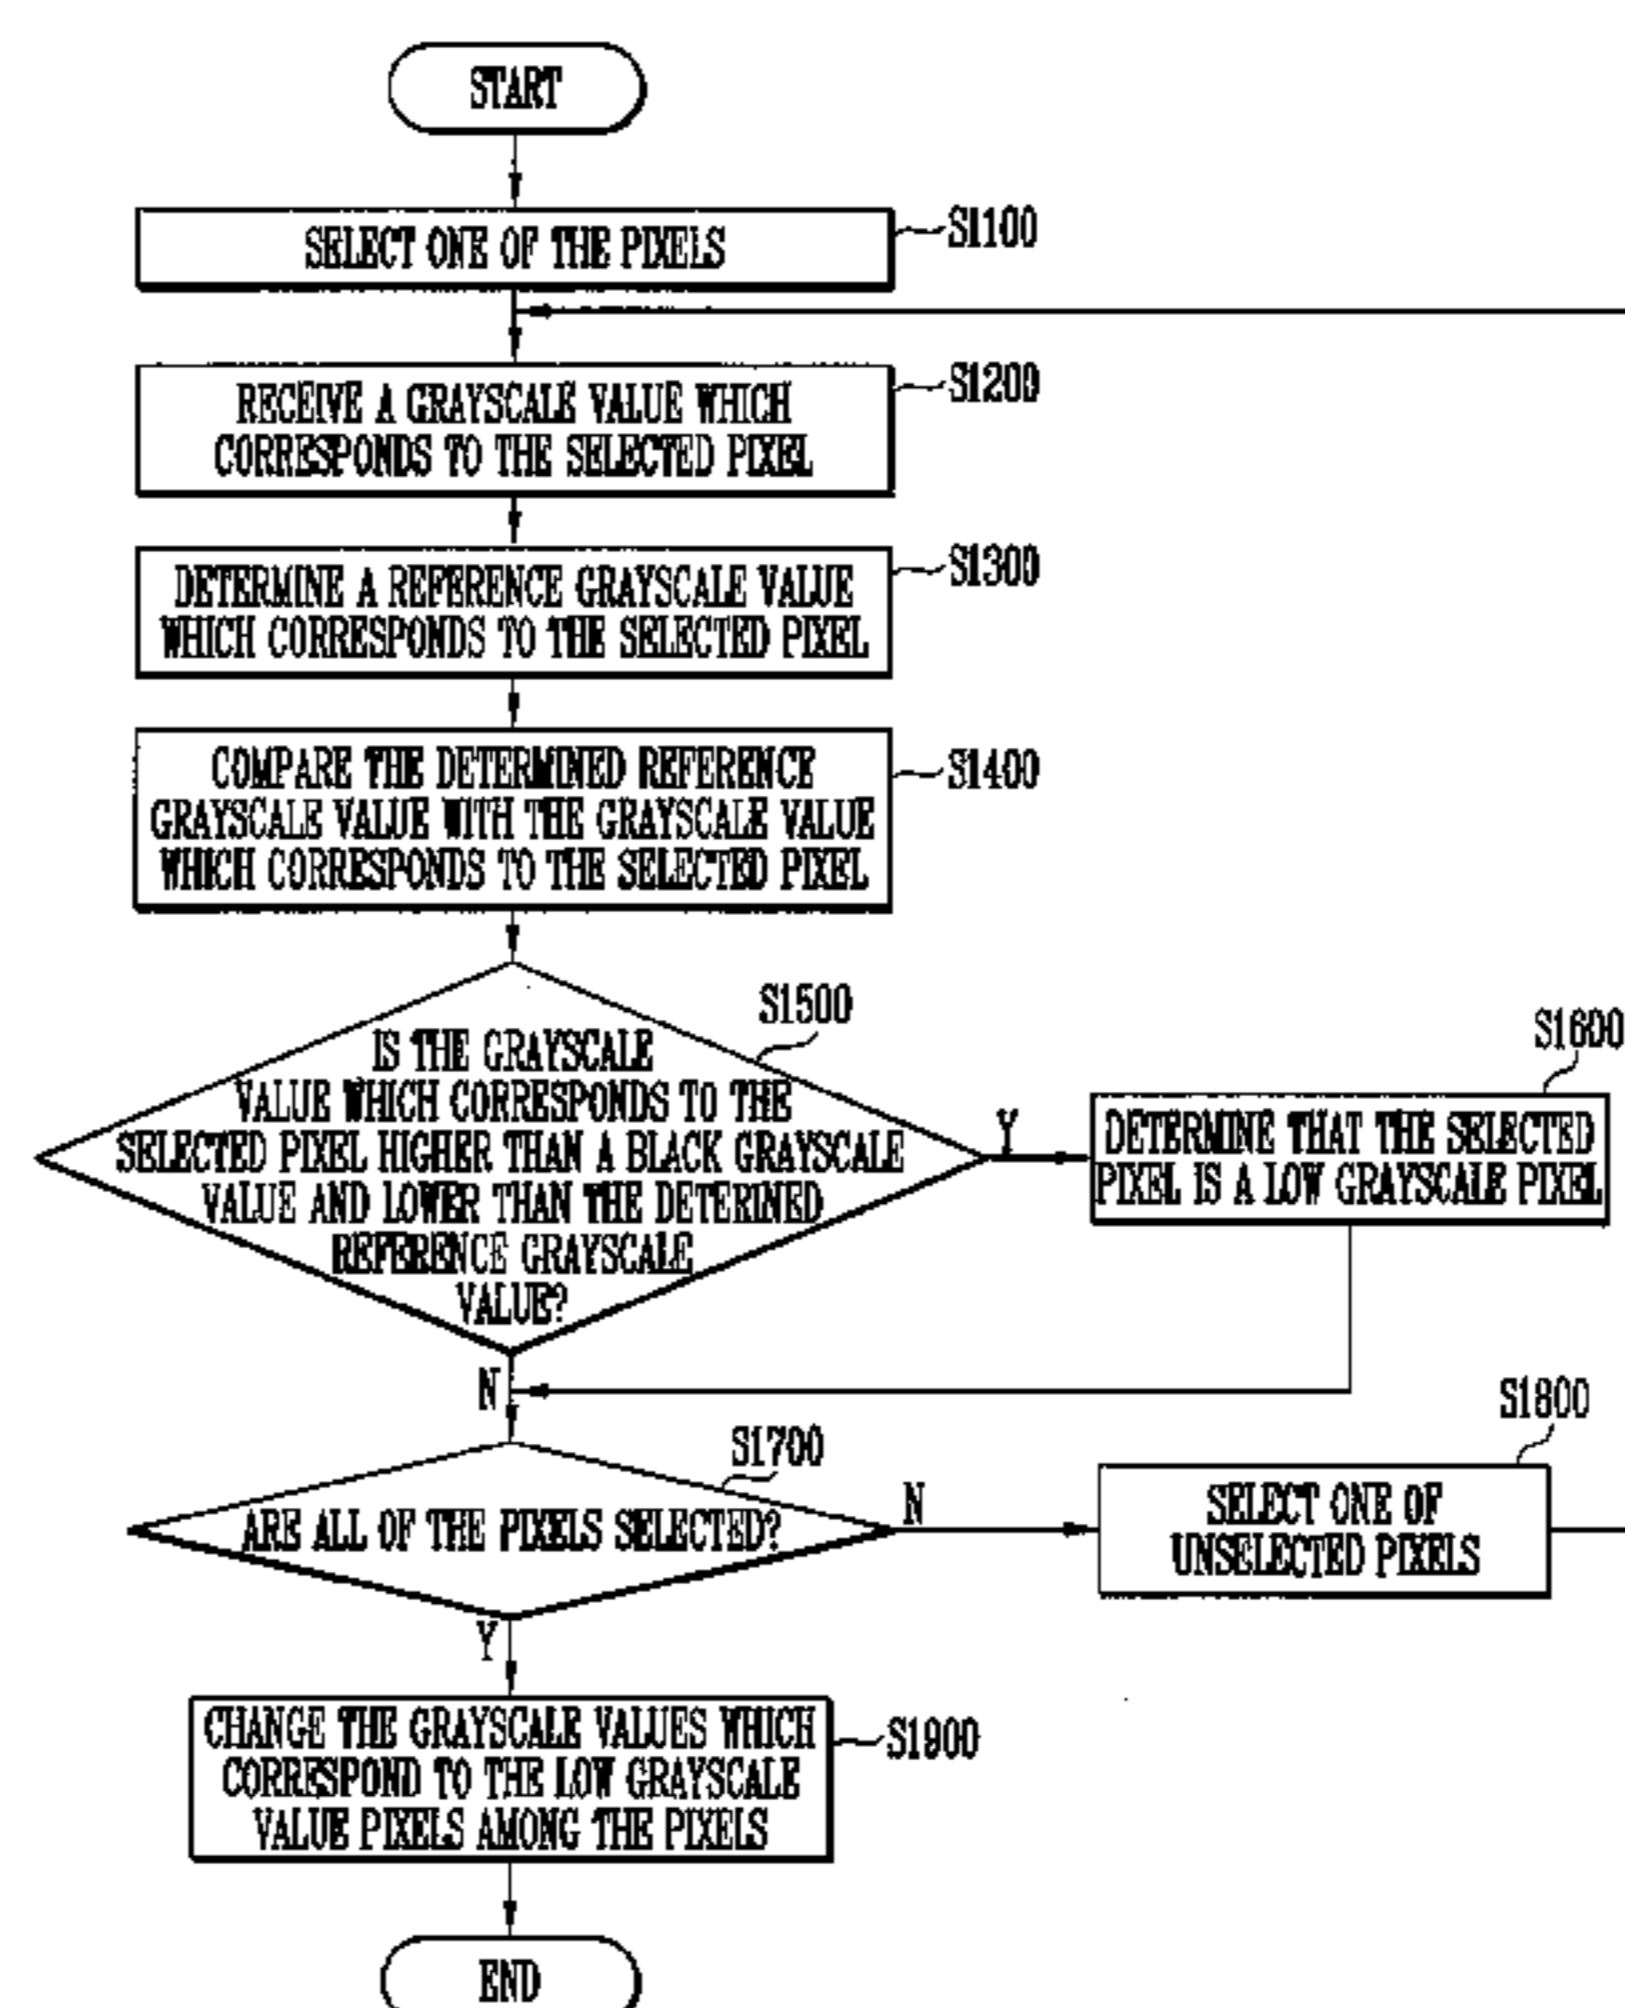 START
SELECT ONE OF THE PIXELS
S1100
RECEIVE A GRAYSCALE VALUE WHICH
CORRESPONDS TO THE SELECTED PIXEL
S1200
DETERMINE A REFERENCE GRAYSCALE VALUE
WHICH CORRESPONDS TO THE SELECTED PIXEL
S1300
COMPARE THE DETERMINED REFERENCE
GRAYSCALE VALUE WITH THE GRAYSCALE VALUE
WHICH CORRESPONDS TO THE SELECTED PIXEL
S1400
S1500
IS THE GRAYSCALE
VALUE WHICH CORRESPONDS TO THE
SELECTED PIXEL HIGHER THAN A BLACK GRAYSCALE
VALUE AND LOWER THAN THE DETERINED
REFERENCE GRAYSCALE
VALUE?
Y
S1600
DETERMINE THAT THE SELECTED
PIXEL IS A LOW GRAYSCALE PIXEL
N
S1700
ARE ALL OF THE PIXELS SELECTED?
N
S1800
SELECT ONE OF
UNSELECTED PIXELS
Y
CHANGE THE GRAYSCALE VALUES WHICH
CORRESPOND TO THE LOW GRAYSCALE
VALUE PIXELS AMONG THE PIXELS
S1900
END